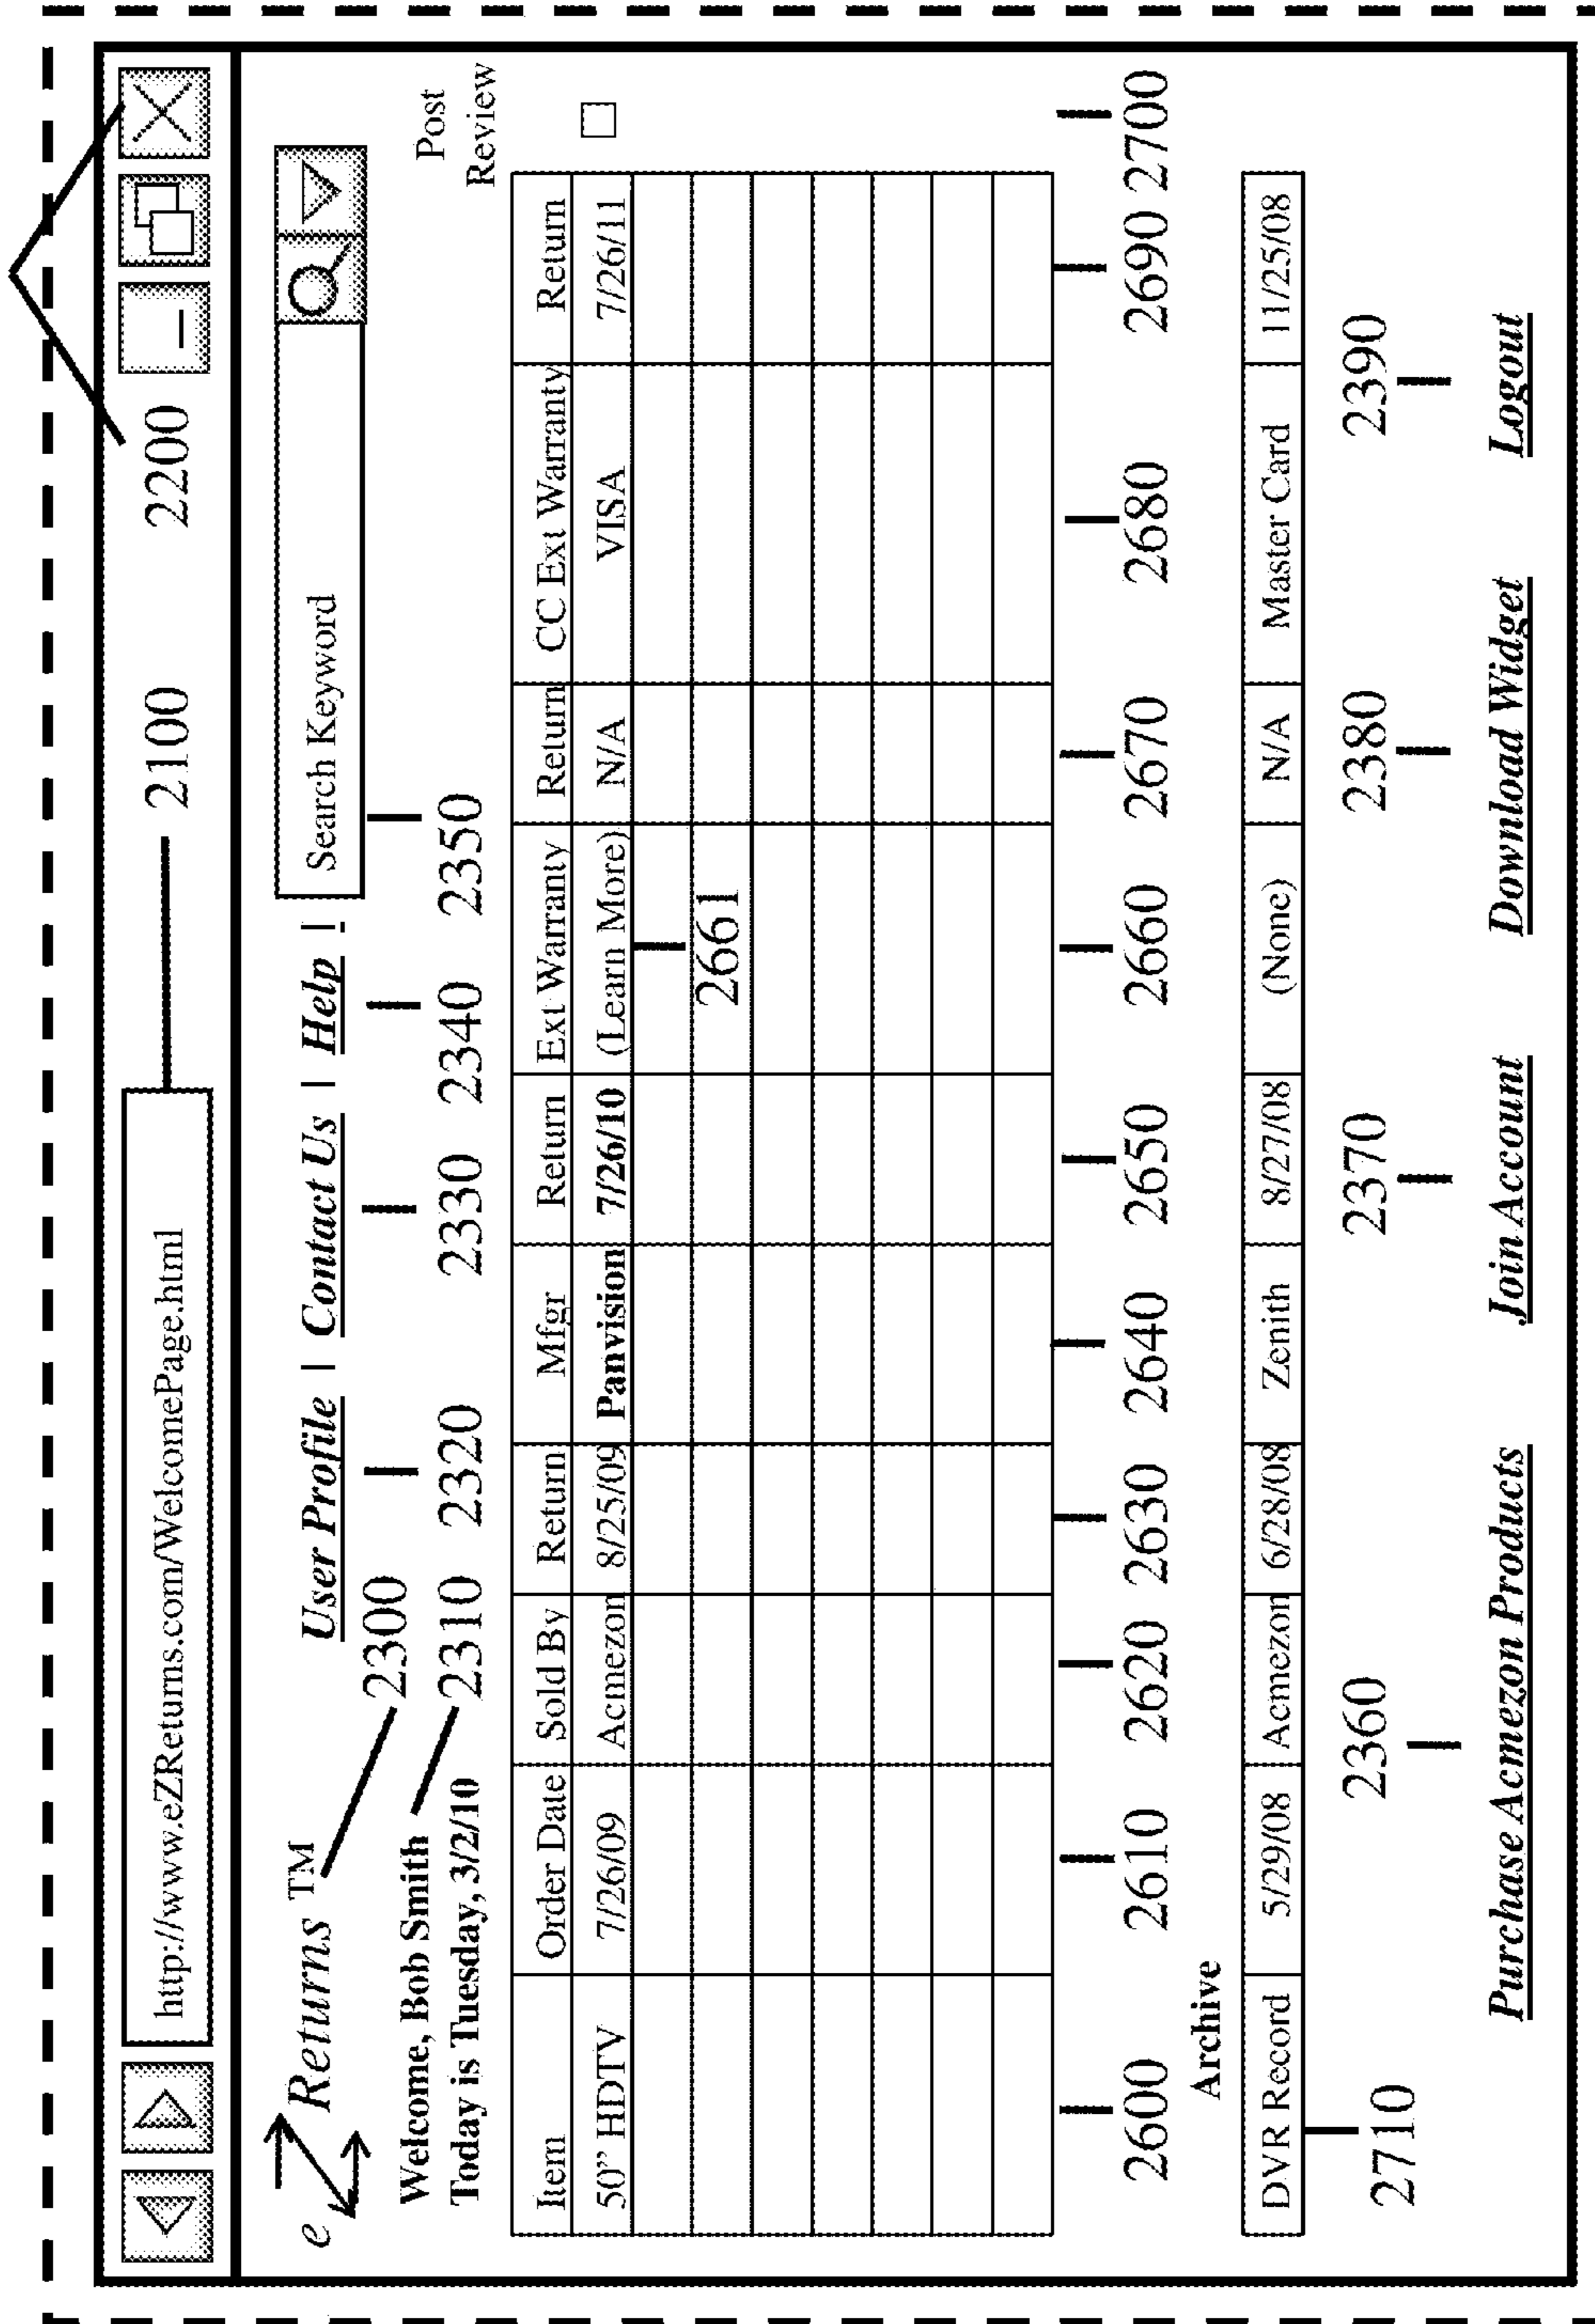 http://www.eZReturns.com/WelcomePage.html 2100 2200
eZ Returns™ User Profile | Contact Us | Help | Search Keyword
2300
Welcome, Bob Smith
Today is Tuesday, 3/2/10
2310 2320 2330 2340 2350
Post
Review
Item Order Date Sold By Return Mfgr Return Ext Warranty Return CC Ext Warranty Return
50” HDTV 7/26/09 Acmezon 8/25/09 Panvision 7/26/10 (Learn More) N/A VISA 7/26/11
2661
2600 2610 2620 2630 2640 2650 2660 2670 2680 2690 2700
Archive
DVR Record 5/29/08 Acmezon 6/28/08 Zenith 8/27/08 (None) N/A Master Card 11/25/08
2710 2360 2370 2380 2390
Purchase Acmezon Products Join Account Download Widget Logout